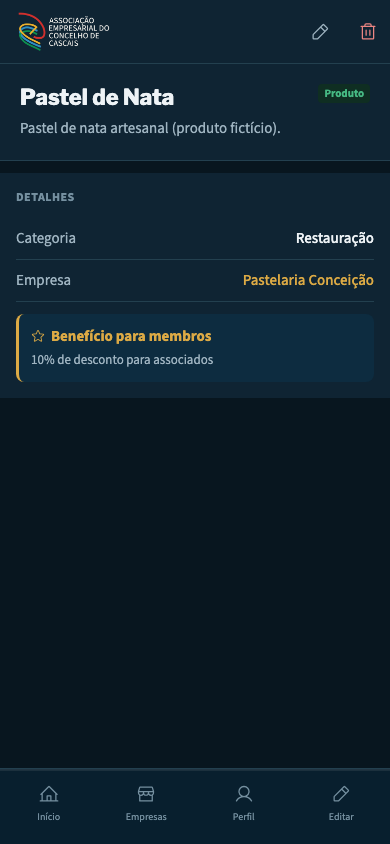 ASSOCIAÇÃO
EMPRESARIAL DO
CONCELHO DE
CASCAIS
Pastel de Nata
Produto
Pastel de nata artesanal (produto fictício).
DETALHES
Categoria Restauração
Empresa Pastelaria Conceição
Benefício para membros
10% de desconto para associados
Início Empresas Perfil Editar